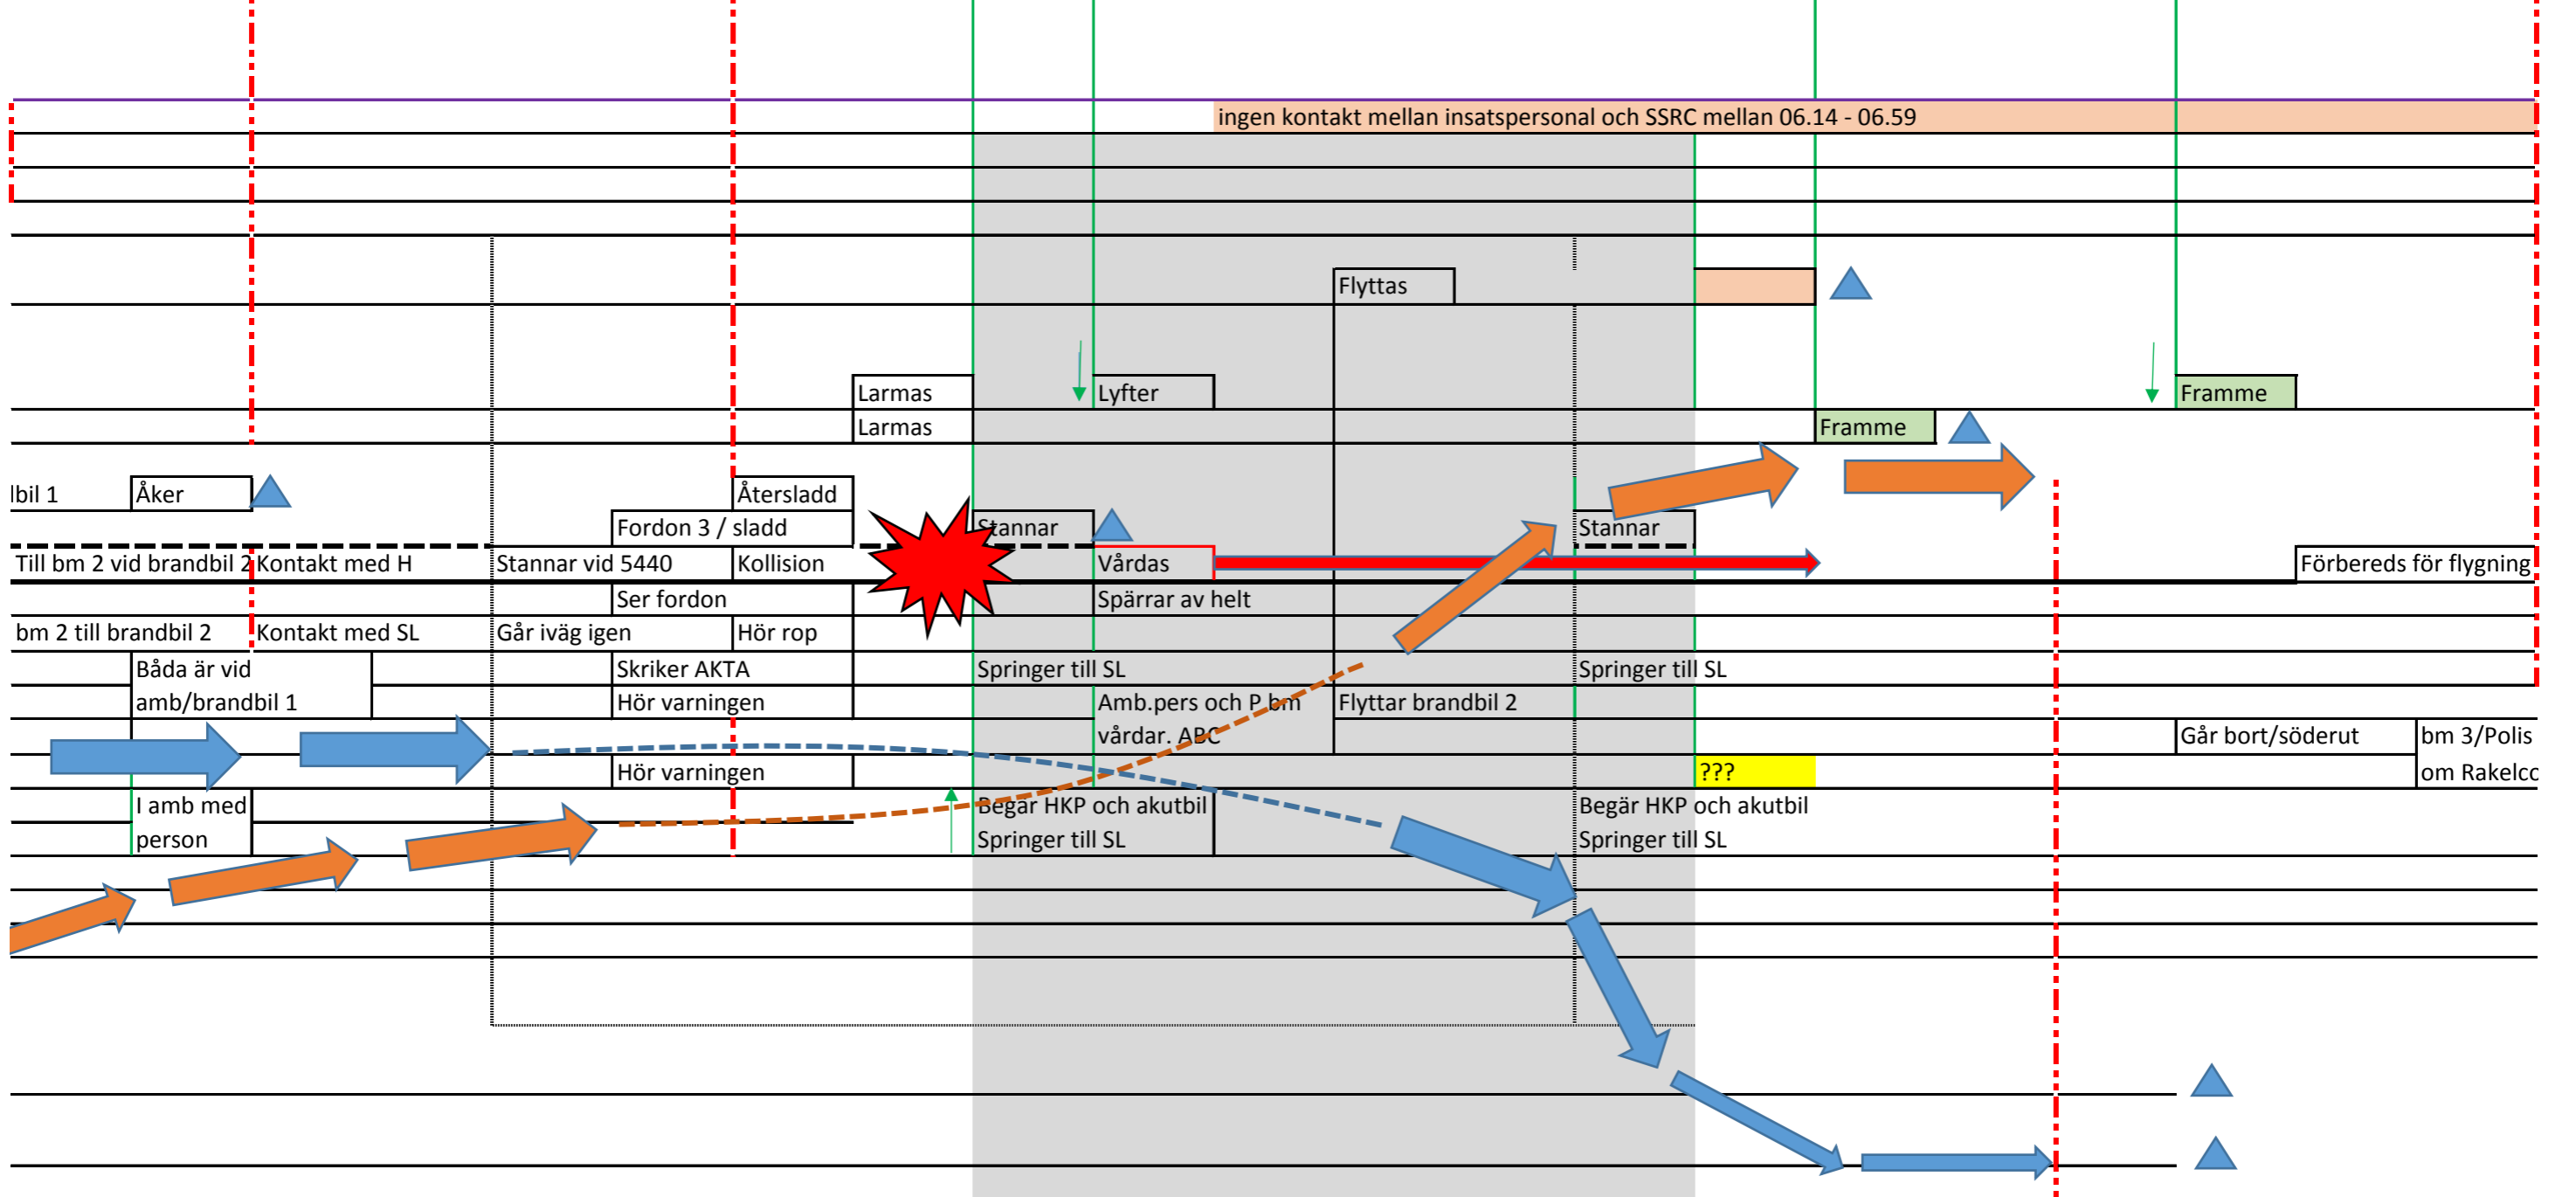 ingen kontakt mellan insatspersonal och SSRC mellan 06.14 - 06.59
Flyttas
Larmas
Lyfter
Framme
Larmas
Framme
bil 1
Åker
Återsladd
Fordon 3 / sladd
Stannar
Stannar
Till bm 2 vid brandbil 2
Kontakt med H
Stannar vid 5440
Kollision
Vårdas
Förbereds för flygning
Ser fordon
Spärrar av helt
bm 2 till brandbil 2
Kontakt med SL
Går iväg igen
Hör rop
Båda är vid
amb/brandbil 1
Skriker AKTA
Springer till SL
Springer till SL
Hör varningen
Amb.pers och P bm
vårdar. ABC
Flyttar brandbil 2
Går bort/söderut
bm 3/Polis
om Rakelco
Hör varningen
???
I amb med
person
Begär HKP och akutbil
Springer till SL
Begär HKP och akutbil
Springer till SL